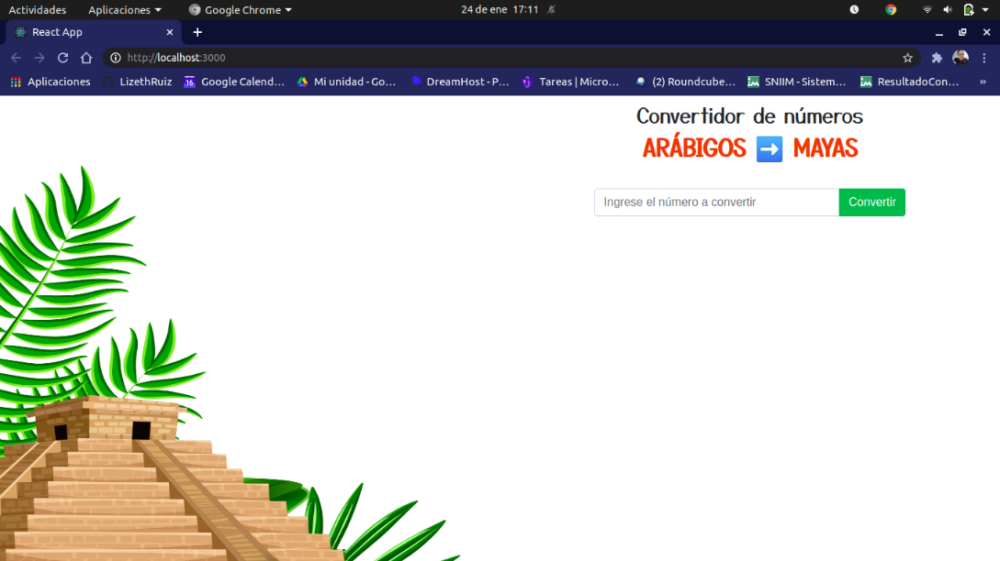 Actividades Aplicaciones Google Chrome 24 de ene 17:11
React App
http://localhost:3000
Aplicaciones LizethRuiz Google Calend… Mi unidad - Go… DreamHost - P… Tareas | Micro… (2) Roundcube… SNIIM - Sistem… ResultadoCon… »
Convertidor de números
ARÁBIGOS ➡️ MAYAS
Ingrese el número a convertir Convertir